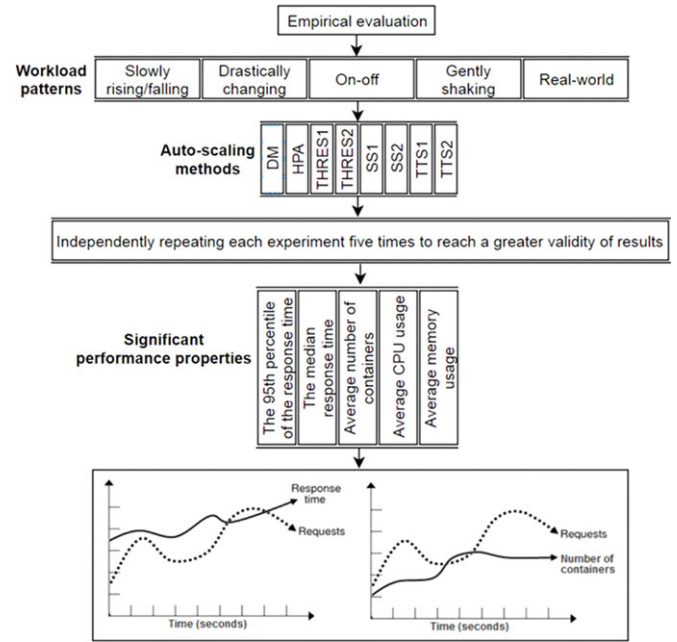 Empirical evaluation
Workload
patterns
Slowly
rising/falling
Drastically
changing
On-off
Gently
shaking
Real-world
Auto-scaling
methods
DM
HPA
THRES1
THRES2
SS1
SS2
TTS1
TTS2
Independently repeating each experiment five times to reach a greater validity of results
Significant
performance properties
The 95th percentile
of the response time
The median
response time
Average number of
containers
Average CPU usage
Average memory
usage
Response
time
Requests
Time (seconds)
Requests
Number of
containers
Time (seconds)